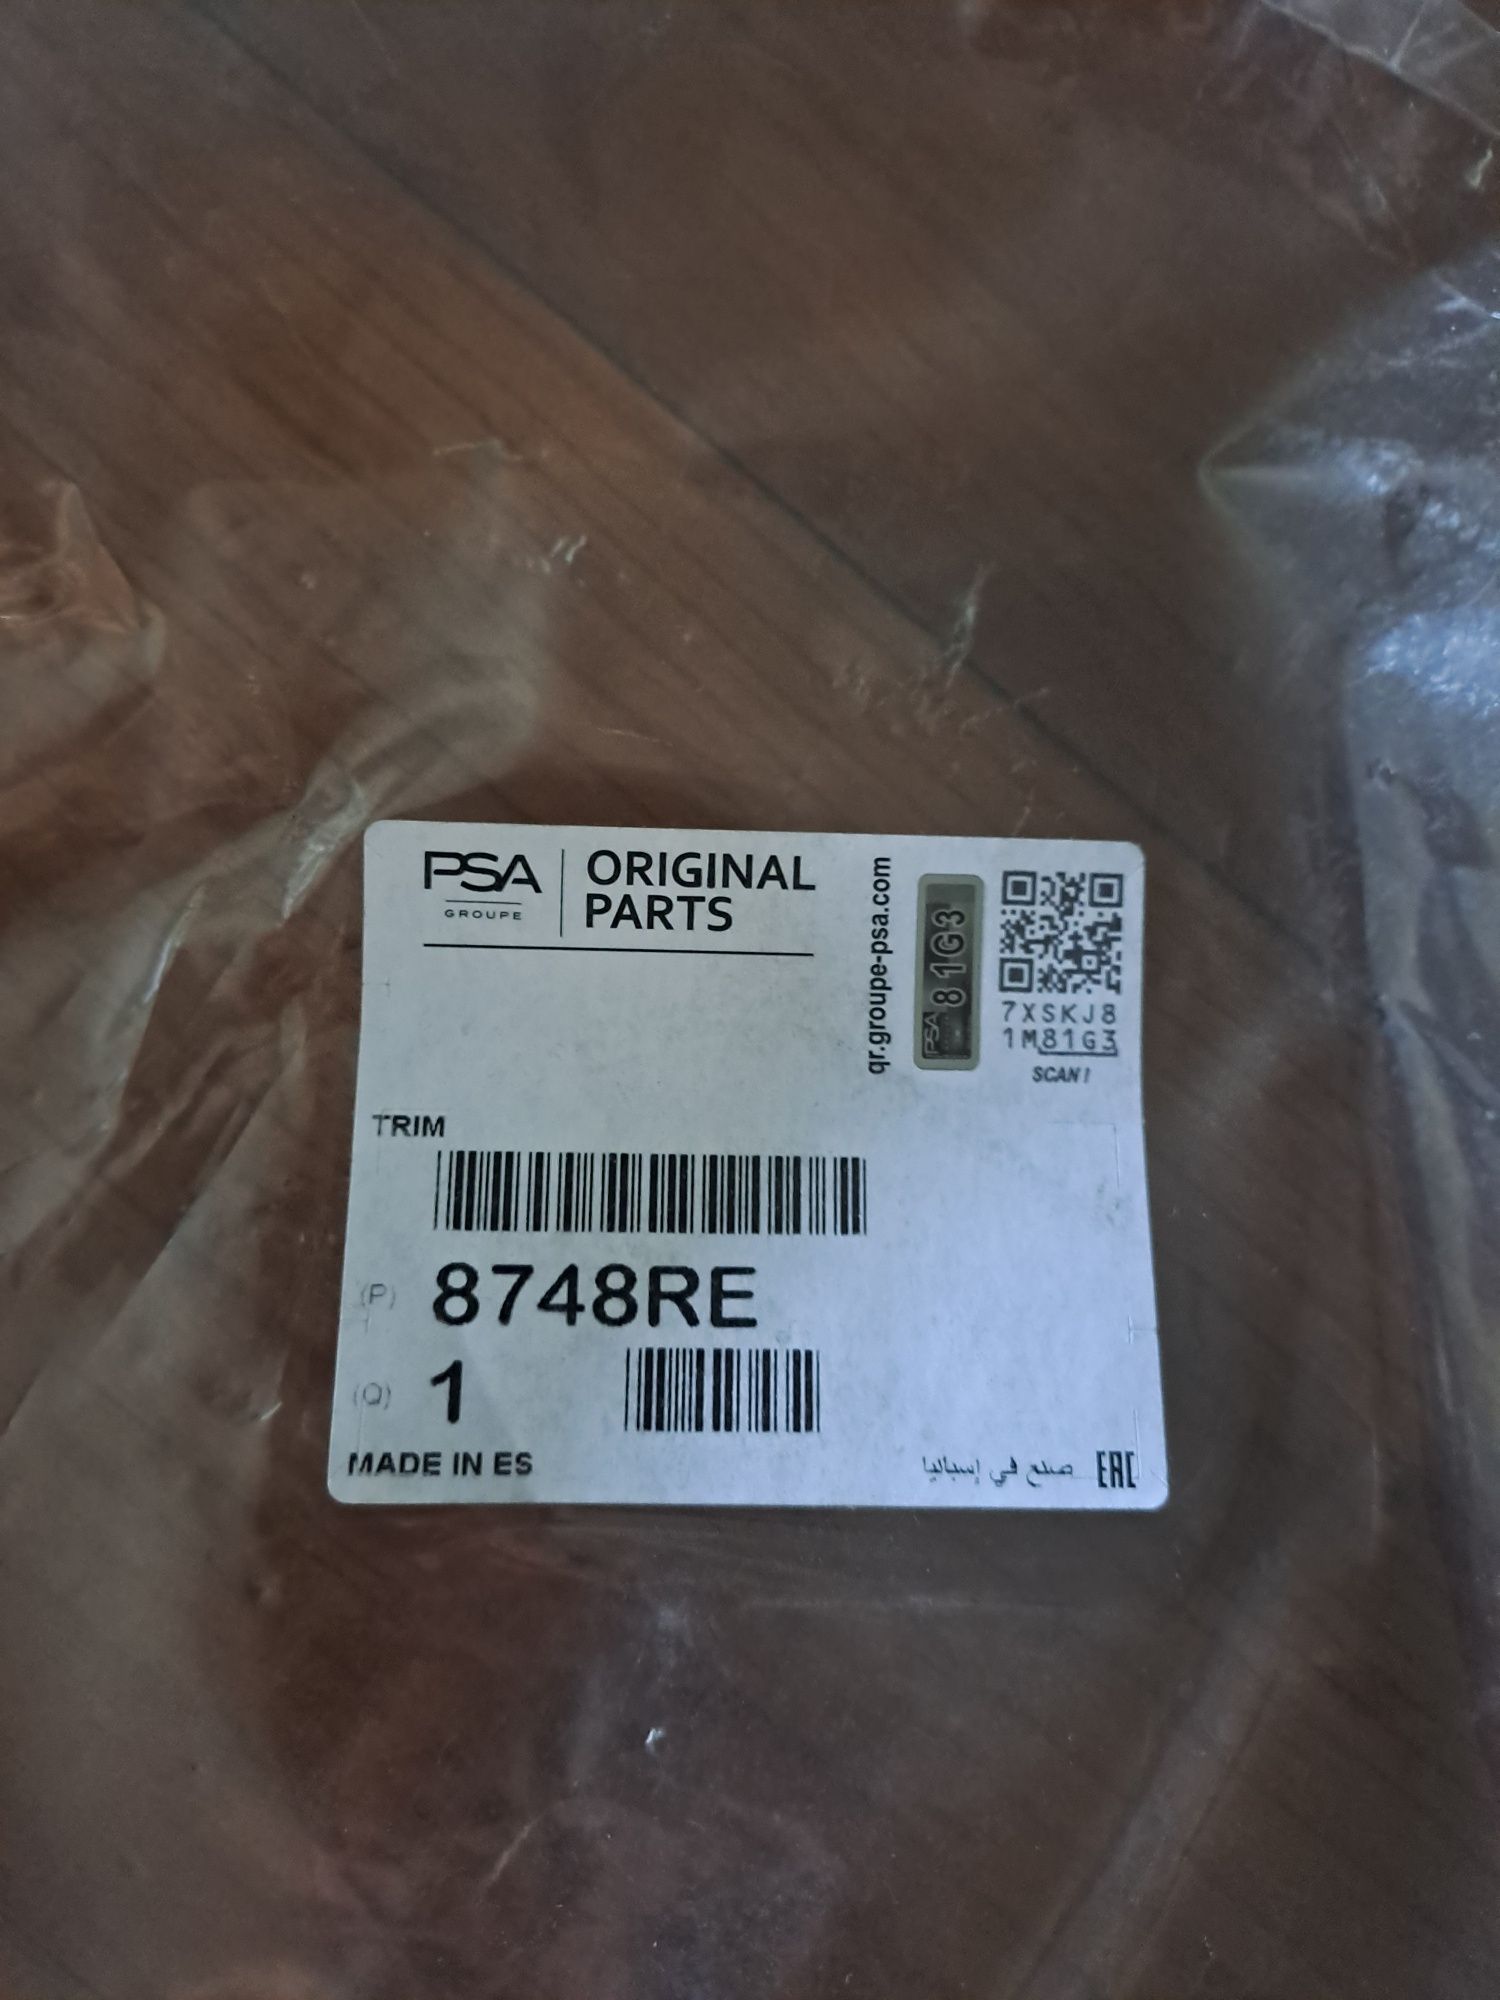 PSA
GROUPE
ORIGINAL
PARTS
qr.groupe-psa.com
PSA 81G3
7XSKJ8
1M81G3
SCAN!
TRIM
(P) 8748RE
(Q) 1
MADE IN ES
صنع في إسبانيا
EAC